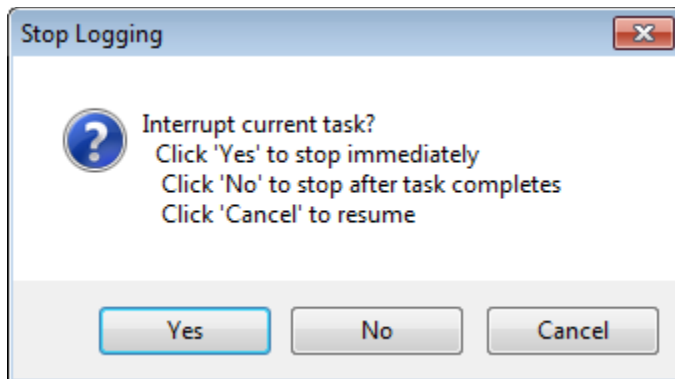 Stop Logging
Interrupt current task?
Click 'Yes' to stop immediately
Click 'No' to stop after task completes
Click 'Cancel' to resume
Yes
No
Cancel